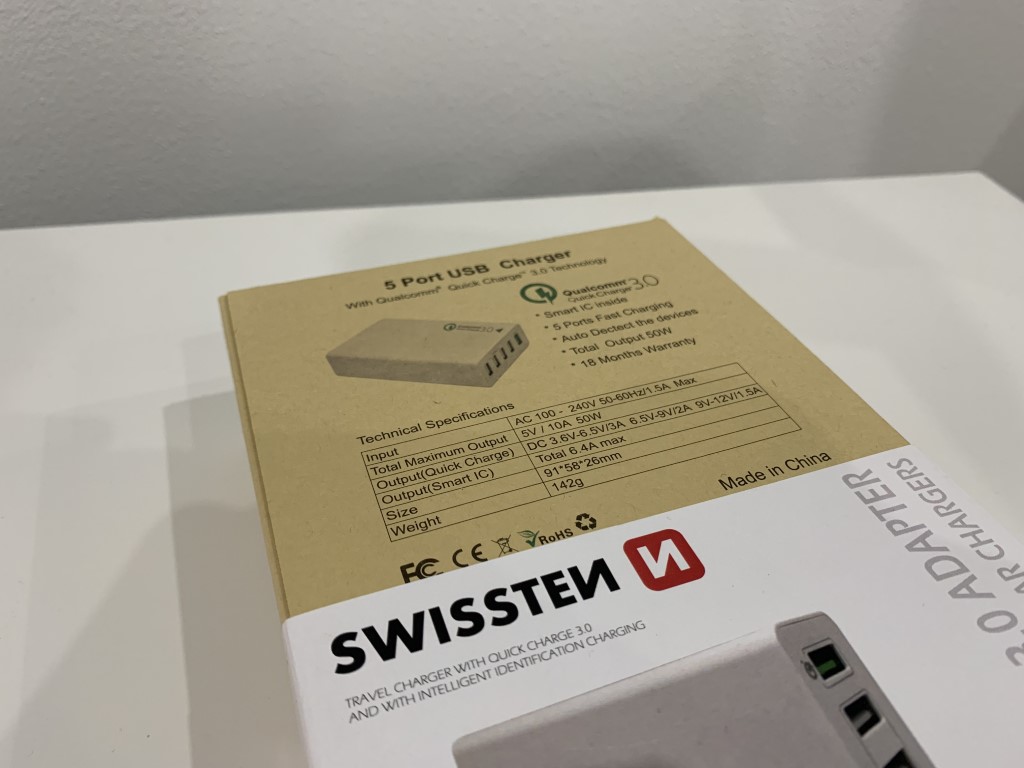 5 Port USB Charger
With Qualcomm® Quick Charge™ 3.0 Technology
Qualcomm® 3.0
Quick Charge™
• Smart IC inside
• 5 Ports Fast Charging
• Auto Dectect the devices
• Total Output 50W
• 18 Months Warranty
Technical Specifications
Input AC 100 - 240V 50-60Hz/1.5A Max
Total Maximum Output 5V / 10A 50W
Output(Quick Charge) DC 3.6V-6.5V/3A 6.5V-9V/2A 9V-12V/1.5A
Output(Smart IC) Total 6.4A max
Size 91*58*26mm
Weight 142g
Made in China
FC CE RoHS
SWISSTEN
TRAVEL CHARGER WITH QUICK CHARGE 3.0
AND WITH INTELLIGENT IDENTIFICATION CHARGING
3.0 ADAPTER
AR CHARGERS